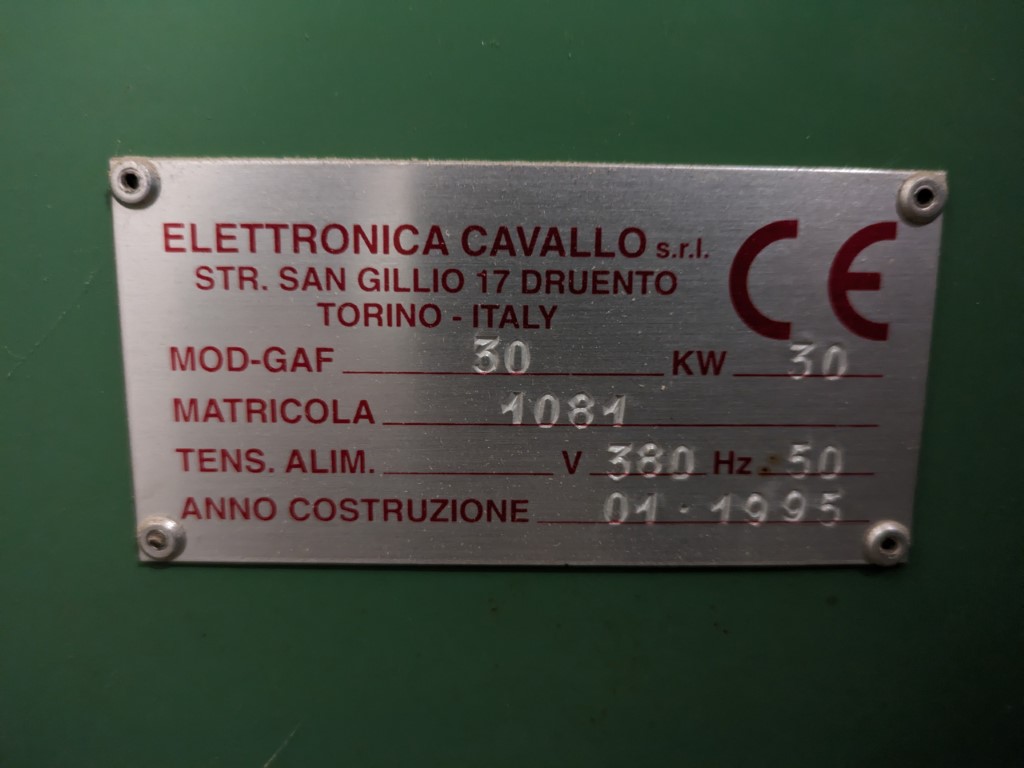 ELETTRONICA CAVALLO s.r.l.
STR. SAN GILLIO 17 DRUENTO
TORINO - ITALY
CE
MOD-GAF 30 KW 30
MATRICOLA 1081
TENS. ALIM. V 380 Hz 50
ANNO COSTRUZIONE 01·1995